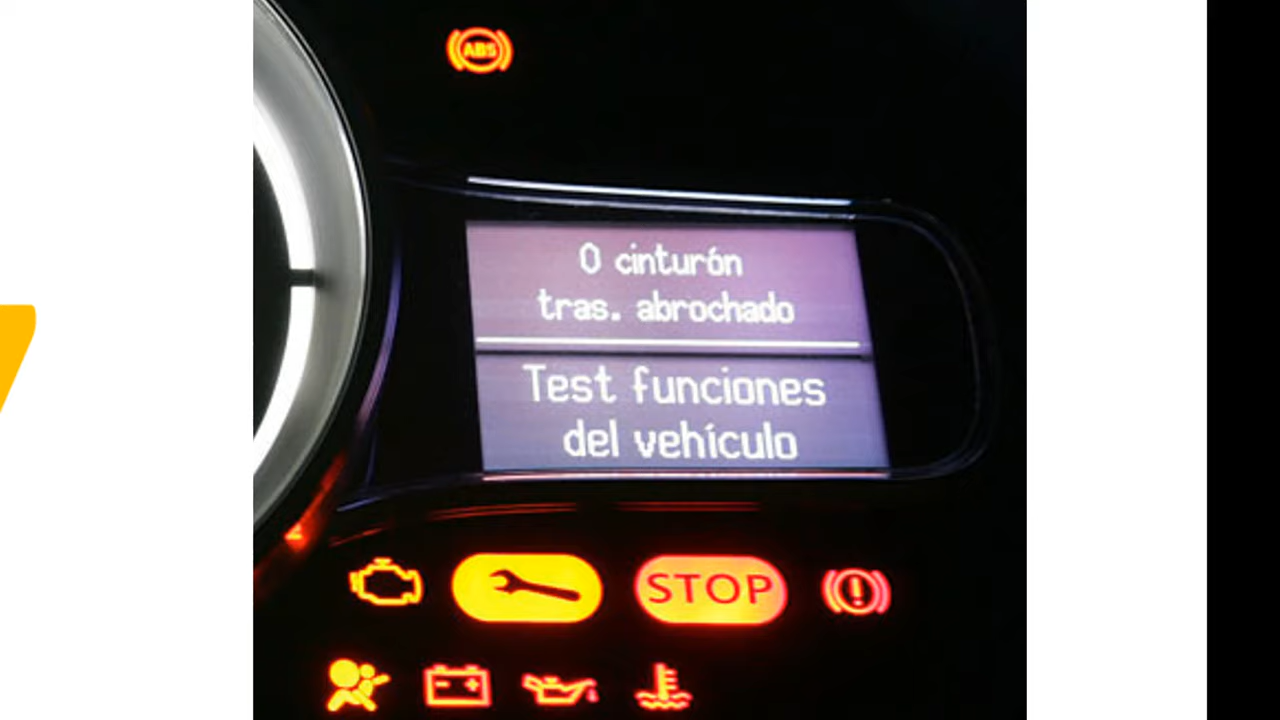 ABS
0 cinturón
tras. abrochado
Test funciones
del vehículo
STOP